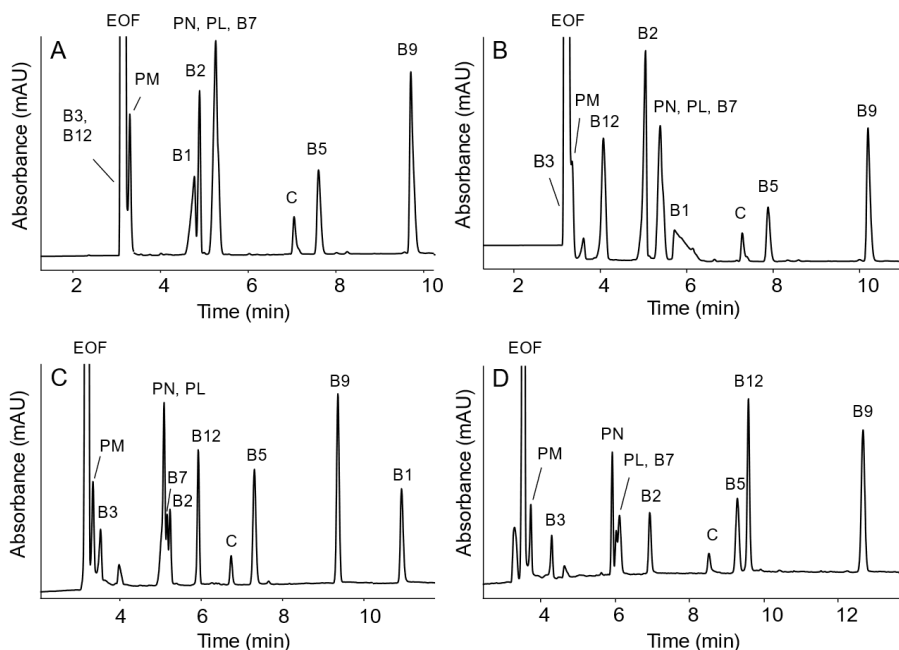 A
EOF
PN, PL, B7
B9
PM
B2
B3,
B12
B1
B5
C
Absorbance (mAU)
2 4 6 8 10
Time (min)
B
EOF
B2
PM
B12
PN, PL, B7
B9
B3
B1
C
B5
Absorbance (mAU)
2 4 6 8 10
Time (min)
C
EOF
PN, PL
B9
PM
B12
B7
B5
B3
B2
B1
C
Absorbance (mAU)
4 6 8 10
Time (min)
D
EOF
B12
PN
B9
PM
PL, B7
B5
B3
B2
C
Absorbance (mAU)
4 6 8 10 12
Time (min)